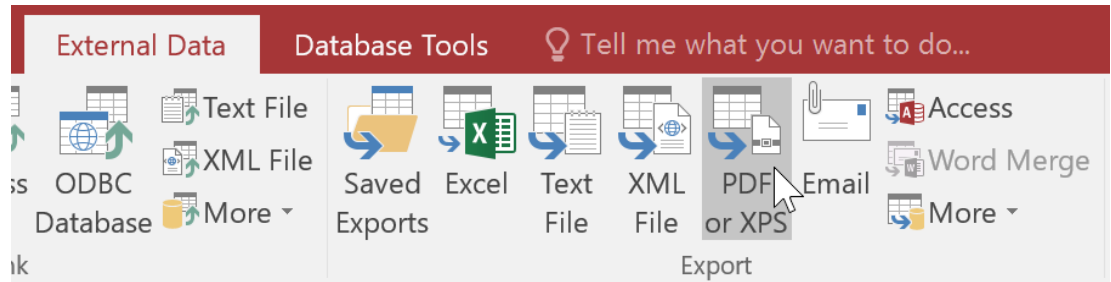 External Data
Database Tools
Tell me what you want to do...
ODBC
Database
Text File
XML File
More
Saved
Exports
Excel
Text
File
XML
File
PDF
or XPS
Email
Access
Word Merge
More
Export